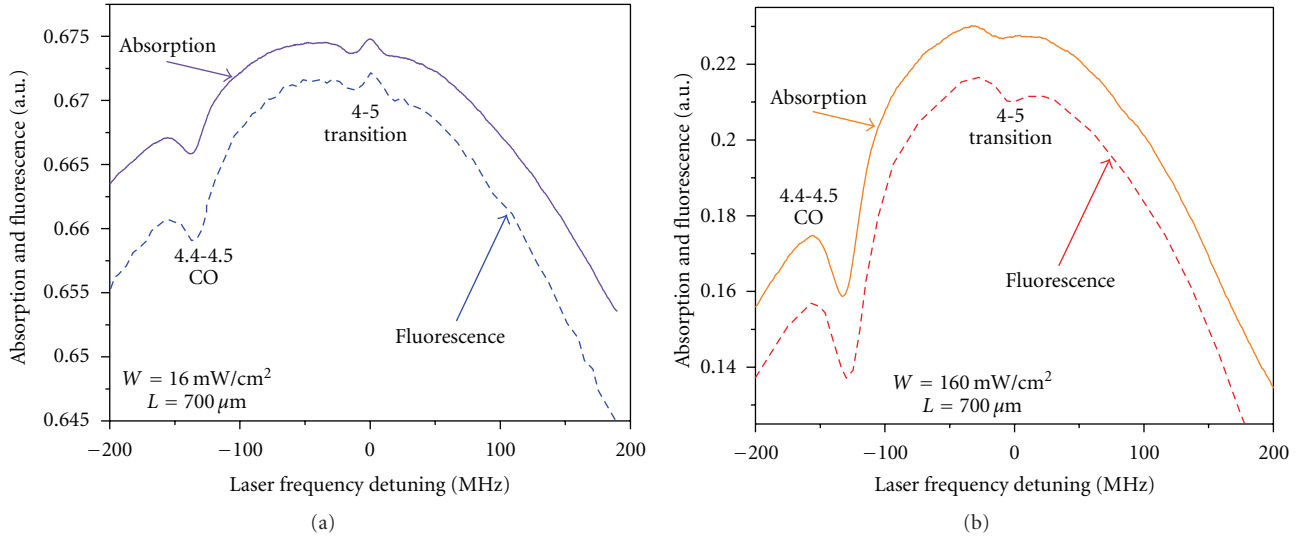 0.675
0.67
0.665
0.66
0.655
0.65
0.645
Absorption and fluorescence (a.u.)
Absorption
4-5
transition
4.4-4.5
CO
Fluorescence
W = 16 mW/cm²
L = 700 μm
−200
−100
0
100
200
Laser frequency detuning (MHz)
(a)
0.22
0.2
0.18
0.16
0.14
Absorption and fluorescence (a.u.)
Absorption
4-5
transition
4.4-4.5
CO
Fluorescence
W = 160 mW/cm²
L = 700 μm
−200
−100
0
100
200
Laser frequency detuning (MHz)
(b)